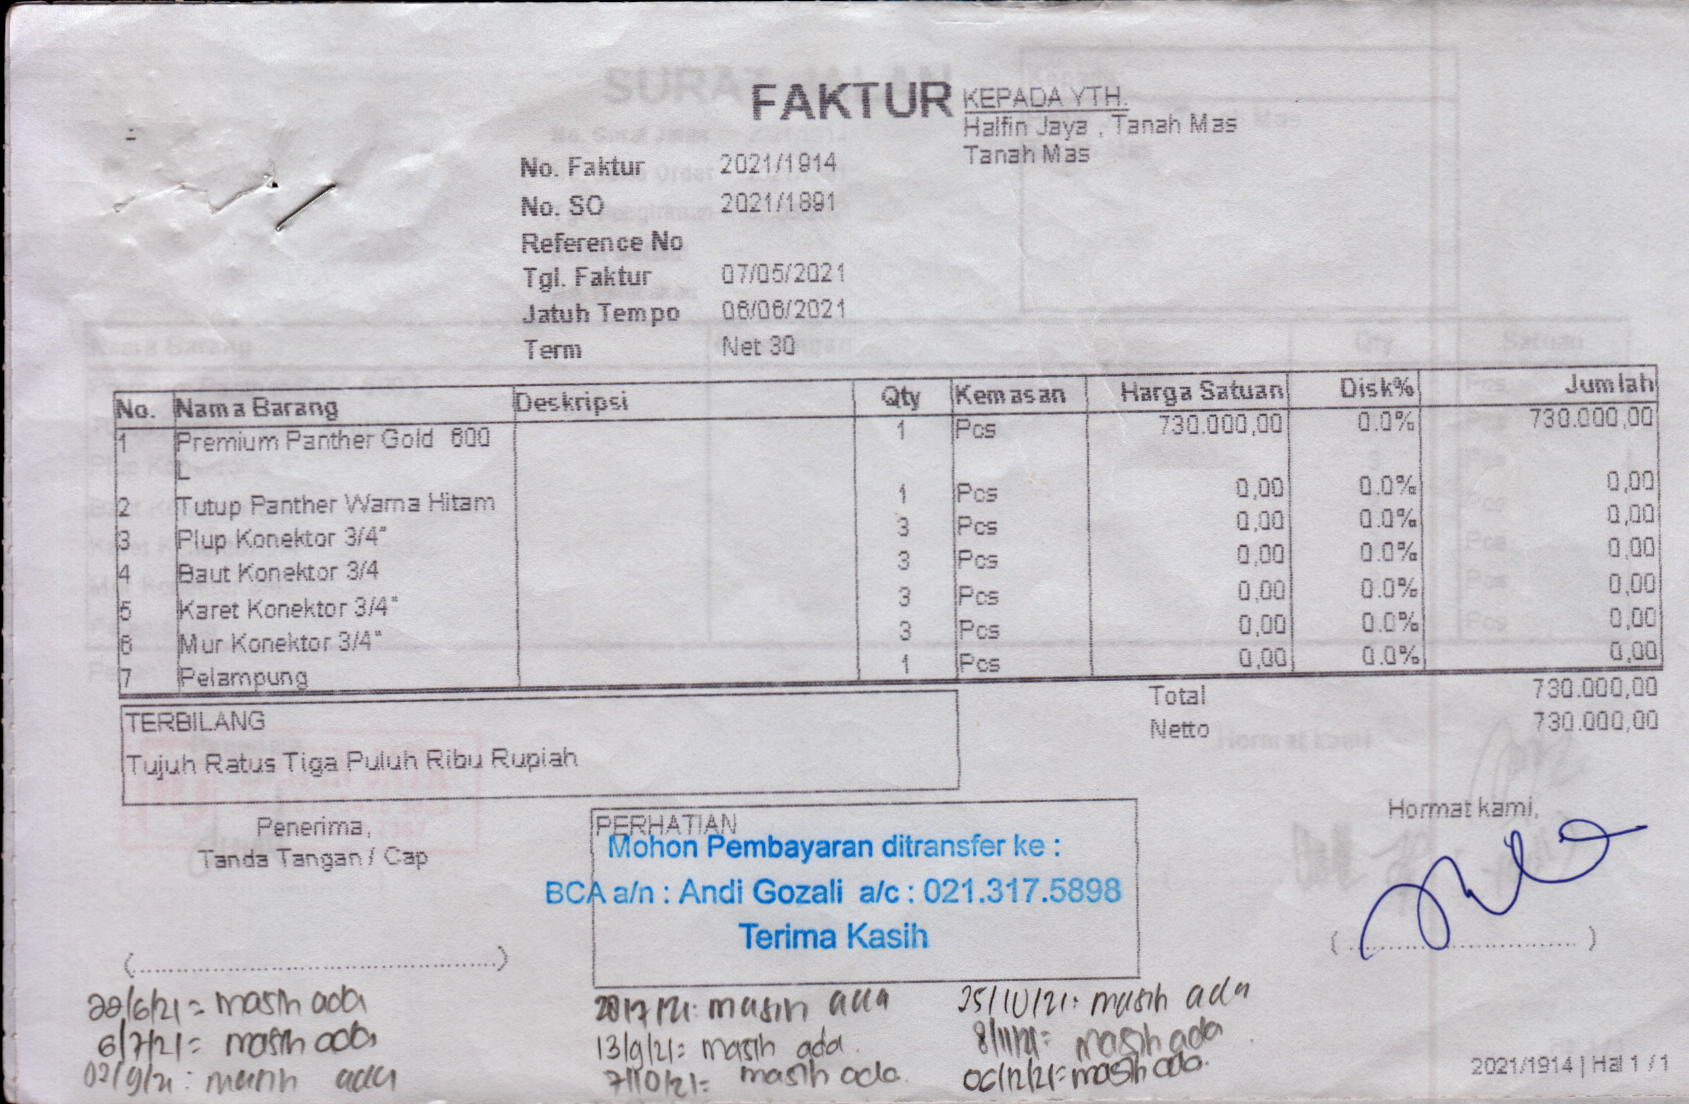 FAKTUR
KEPADA YTH.
Halfin Jaya , Tanah Mas
Tanah Mas
No. Faktur 2021/1914
No. SO 2021/1891
Reference No
Tgl. Faktur 07/05/2021
Jatuh Tempo 06/06/2021
Term Net 30
No. Nama Barang Deskripsi Qty Kemasan Harga Satuan Disk% Jumlah
1 Premium Panther Gold 600 1 Pcs 730.000,00 0.0% 730.000,00
L
2 Tutup Panther Warna Hitam 1 Pcs 0,00 0.0% 0,00
3 Plup Konektor 3/4" 3 Pcs 0,00 0.0% 0,00
4 Baut Konektor 3/4 3 Pcs 0,00 0.0% 0,00
5 Karet Konektor 3/4" 3 Pcs 0,00 0.0% 0,00
6 Mur Konektor 3/4" 3 Pcs 0,00 0.0% 0,00
7 Pelampung 1 Pcs 0,00 0.0% 0,00
Total 730.000,00
Netto 730.000,00
TERBILANG
Tujuh Ratus Tiga Puluh Ribu Rupiah
Penerima,
Tanda Tangan / Cap
PERHATIAN
Mohon Pembayaran ditransfer ke :
BCA a/n : Andi Gozali a/c : 021.317.5898
Terima Kasih
Hormat kami,
(..............................................)
( ................................ )
masih ada
6/7/21= masih ada
02/9/21: masih ada
masih ada
13/9/21= masih ada.
7/10/21= masih ada.
25/10/21: masih ada
8/11/21= masih ada
06/12/21= masih ada.
2021/1914 | Hal 1 / 1